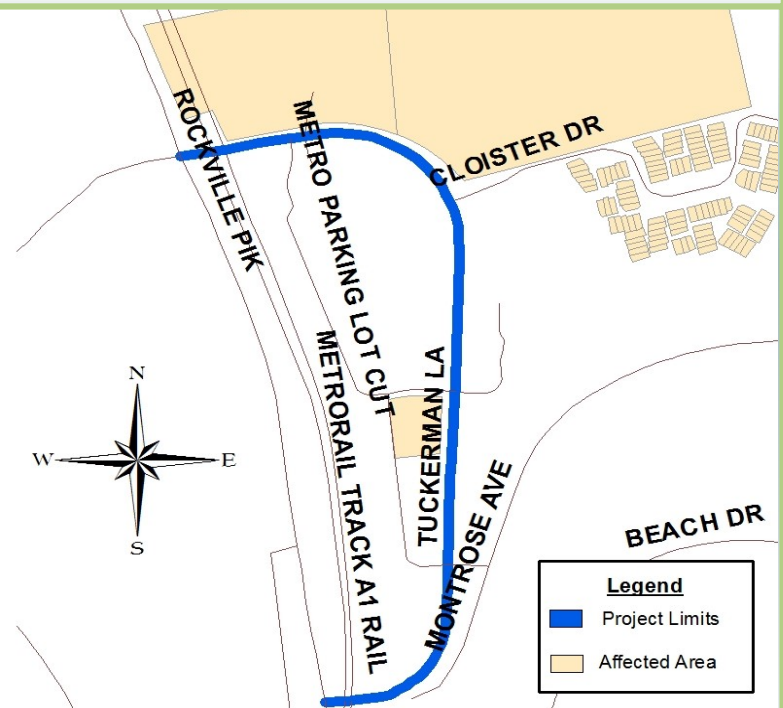 ROCKVILLE PIK
METRO PARKING LOT CUT
CLOISTER DR
METRORAIL TRACK A1 RAIL
TUCKERMAN LA
MONTROSE AVE
BEACH DR
N
W
E
S
Legend
Project Limits
Affected Area